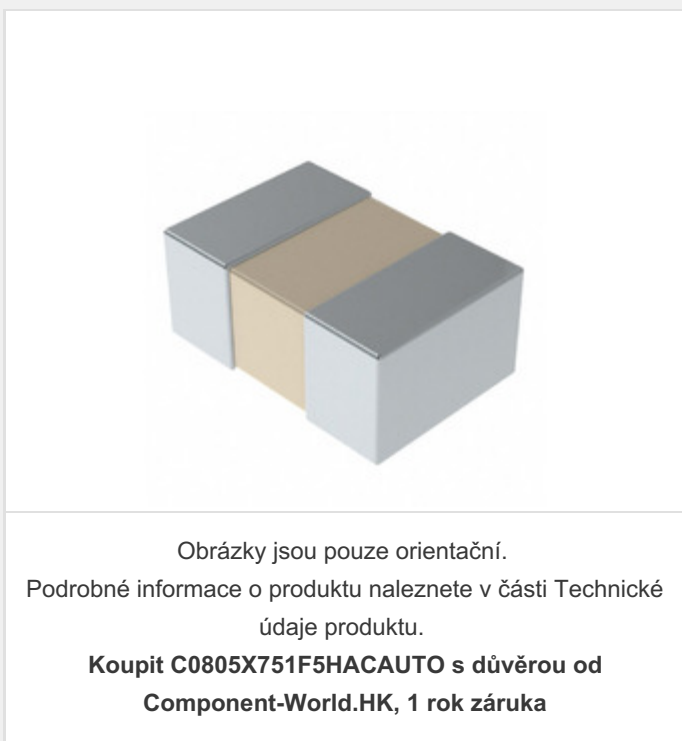 Obrázky jsou pouze orientační.
Podrobné informace o produktu naleznete v části Technické
údaje produktu.
Koupit C0805X751F5HACAUTO s důvěrou od
Component-World.HK, 1 rok záruka